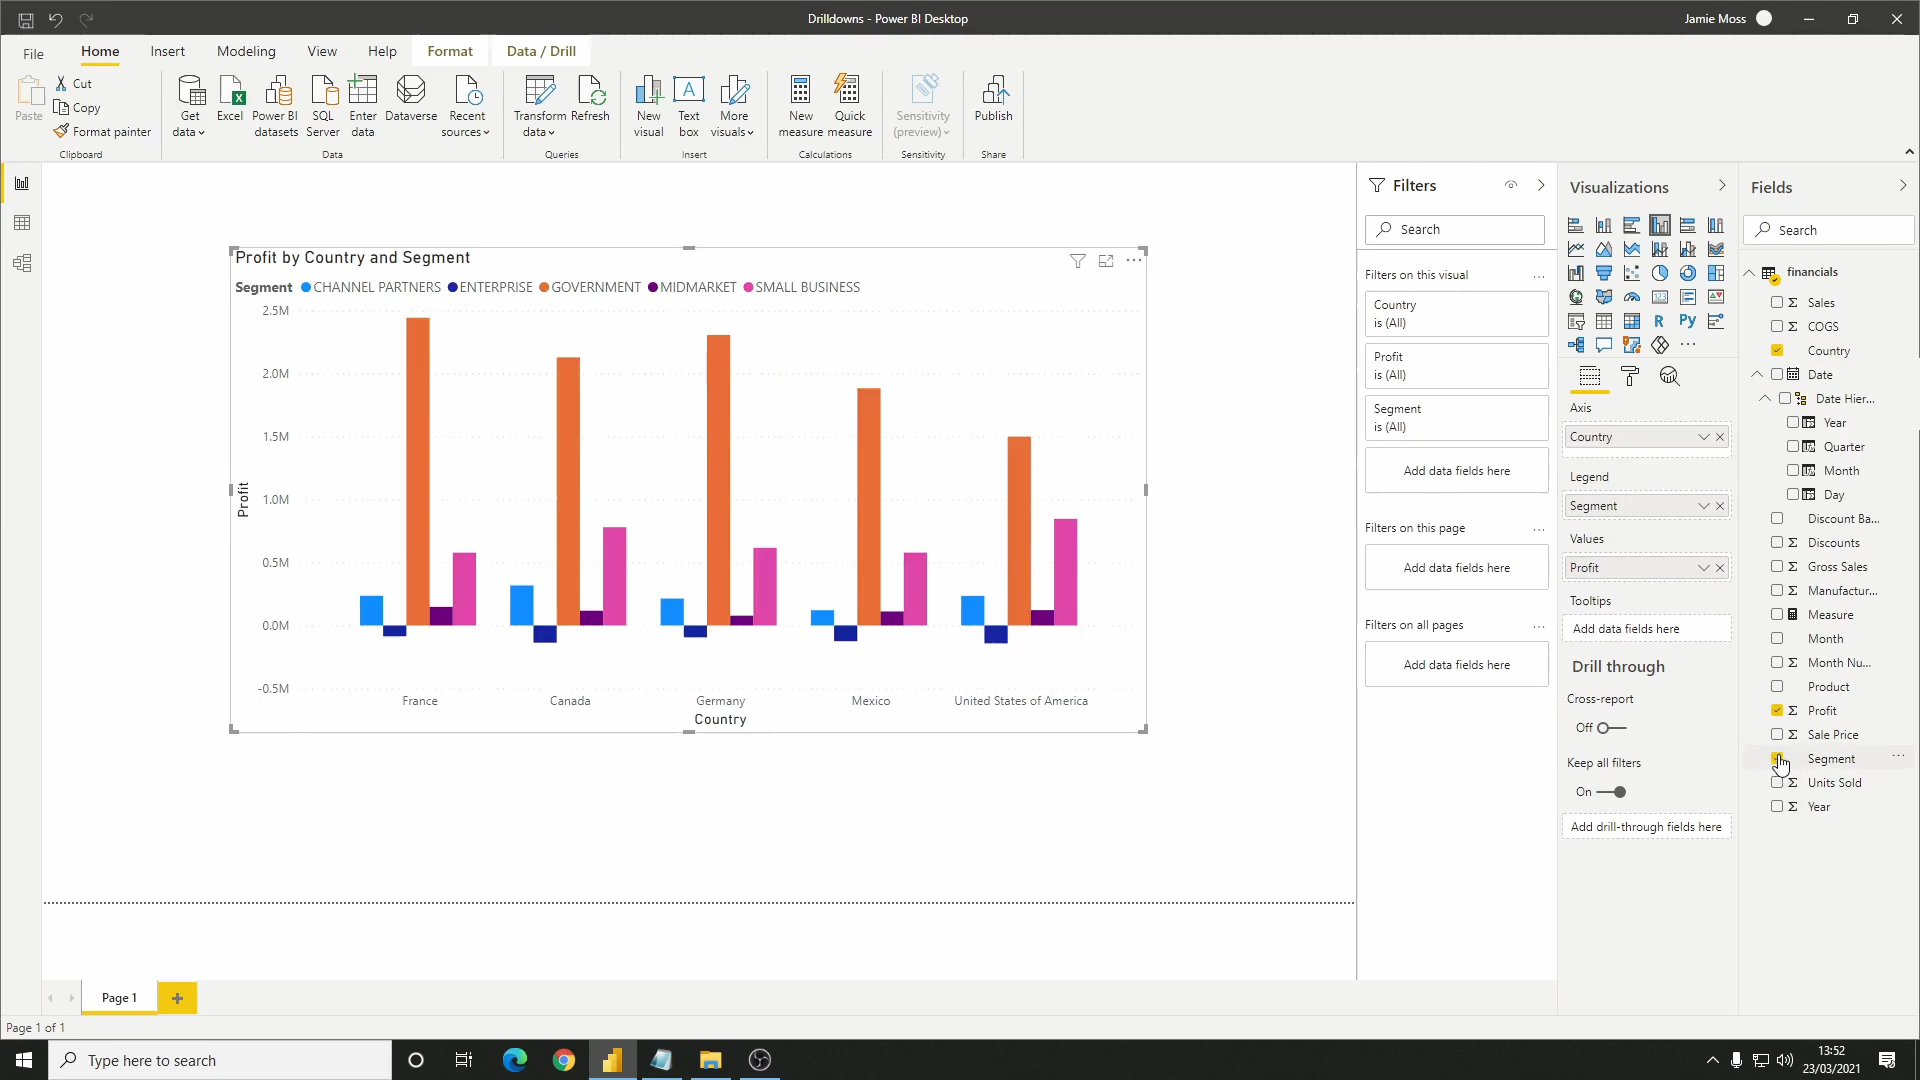 Drilldowns - Power BI Desktop
Jamie Moss
File
Home
Insert
Modeling
View
Help
Format
Data / Drill
Paste
Cut
Copy
Format painter
Clipboard
Get data
Excel
Power BI datasets
SQL Server
Enter data
Dataverse
Recent sources
Data
Transform data
Refresh
Queries
New visual
A
Text box
More visuals
Insert
New measure
Quick measure
Calculations
Sensitivity (preview)
Sensitivity
Publish
Share
Profit by Country and Segment
Segment CHANNEL PARTNERS ENTERPRISE GOVERNMENT MIDMARKET SMALL BUSINESS
2.5M
2.0M
1.5M
1.0M
0.5M
0.0M
-0.5M
Profit
France
Canada
Germany
Mexico
United States of America
Country
Filters
Search
Filters on this visual
Country
is (All)
Profit
is (All)
Segment
is (All)
Add data fields here
Filters on this page
Add data fields here
Filters on all pages
Add data fields here
Visualizations
123
R
Py
Axis
Country
Legend
Segment
Values
Profit
Tooltips
Add data fields here
Drill through
Cross-report
Off
Keep all filters
On
Add drill-through fields here
Fields
Search
financials
Σ Sales
Σ COGS
Country
Date
Date Hier...
Year
Quarter
Month
Day
Discount Ba...
Σ Discounts
Σ Gross Sales
Σ Manufactur...
Measure
Month
Σ Month Nu...
Product
Σ Profit
Σ Sale Price
Segment
Σ Units Sold
Σ Year
Page 1
Page 1 of 1
Type here to search
13:52
23/03/2021